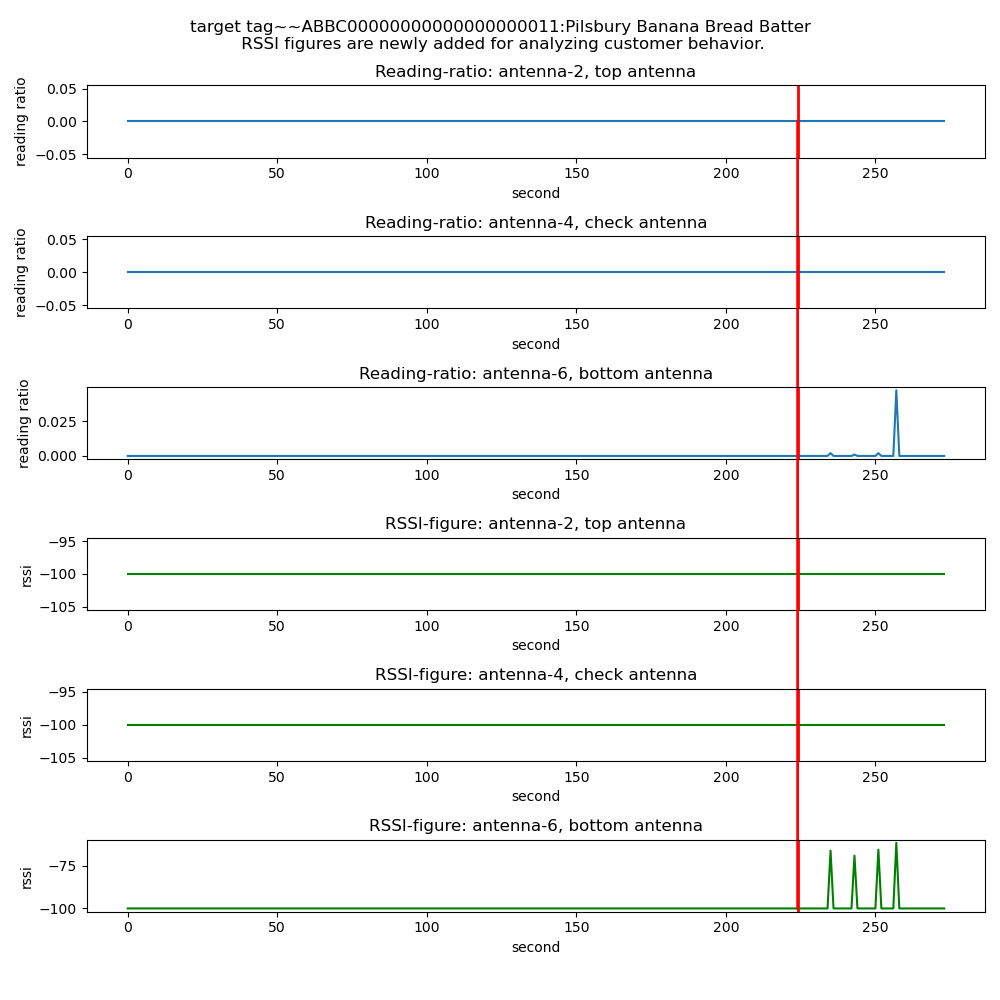 target tag~~ABBC00000000000000000011:Pilsbury Banana Bread Batter
RSSI figures are newly added for analyzing customer behavior.
Reading-ratio: antenna-2, top antenna
reading ratio
0.05
0.00
−0.05
0 50 100 150 200 250
second
Reading-ratio: antenna-4, check antenna
reading ratio
0.05
0.00
−0.05
0 50 100 150 200 250
second
Reading-ratio: antenna-6, bottom antenna
reading ratio
0.025
0.000
0 50 100 150 200 250
second
RSSI-figure: antenna-2, top antenna
rssi
−95
−100
−105
0 50 100 150 200 250
second
RSSI-figure: antenna-4, check antenna
rssi
−95
−100
−105
0 50 100 150 200 250
second
RSSI-figure: antenna-6, bottom antenna
rssi
−75
−100
0 50 100 150 200 250
second